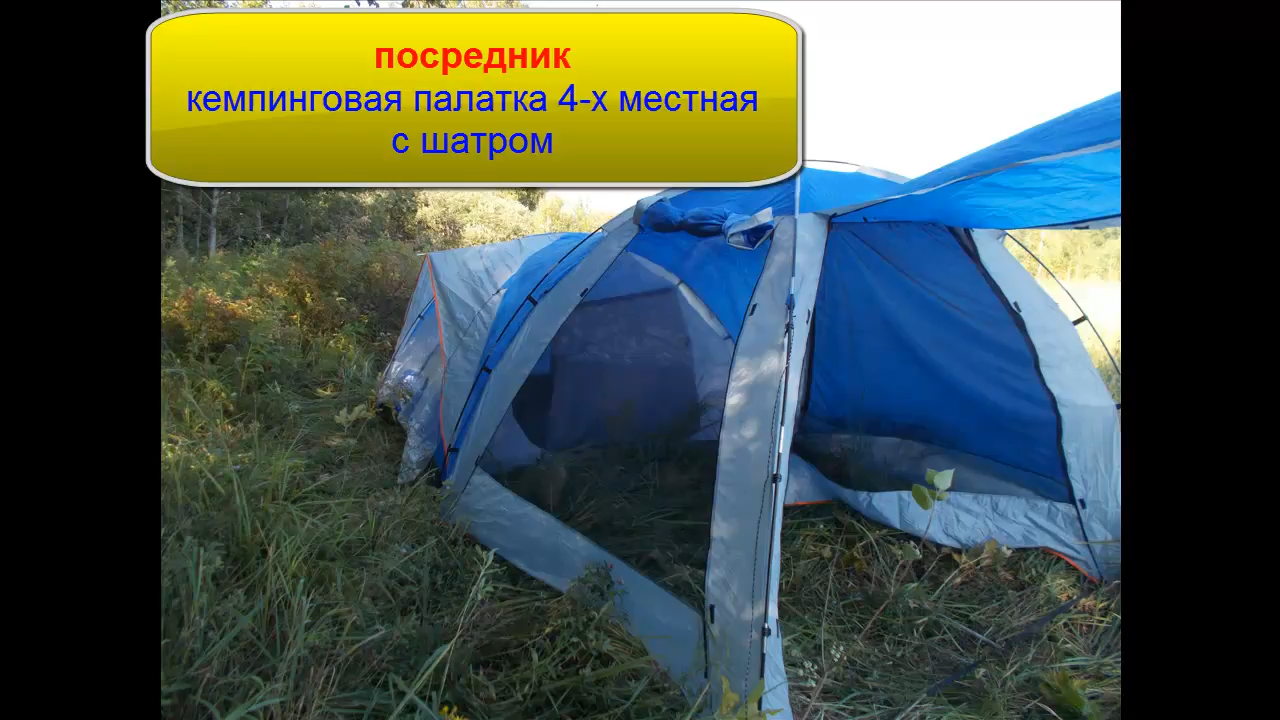 посредник
кемпинговая палатка 4-х местная
с шатром